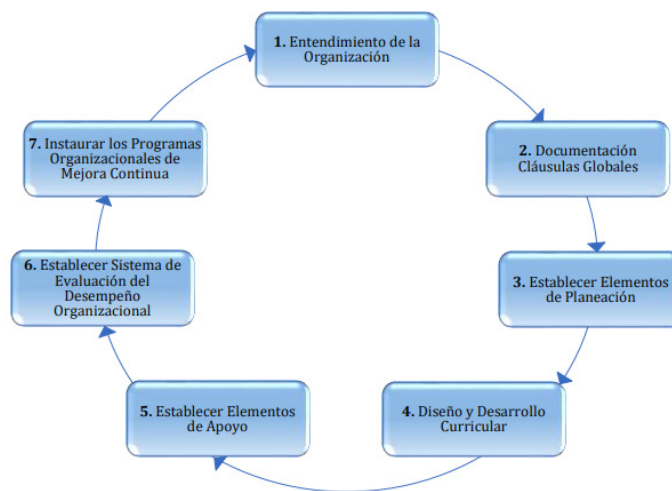 1. Entendimiento de la
Organización
2. Documentación
Cláusulas Globales
3. Establecer Elementos
de Planeación
4. Diseño y Desarrollo
Curricular
5. Establecer Elementos
de Apoyo
6. Establecer Sistema de
Evaluación del
Desempeño
Organizacional
7. Instaurar los Programas
Organizacionales de
Mejora Continua